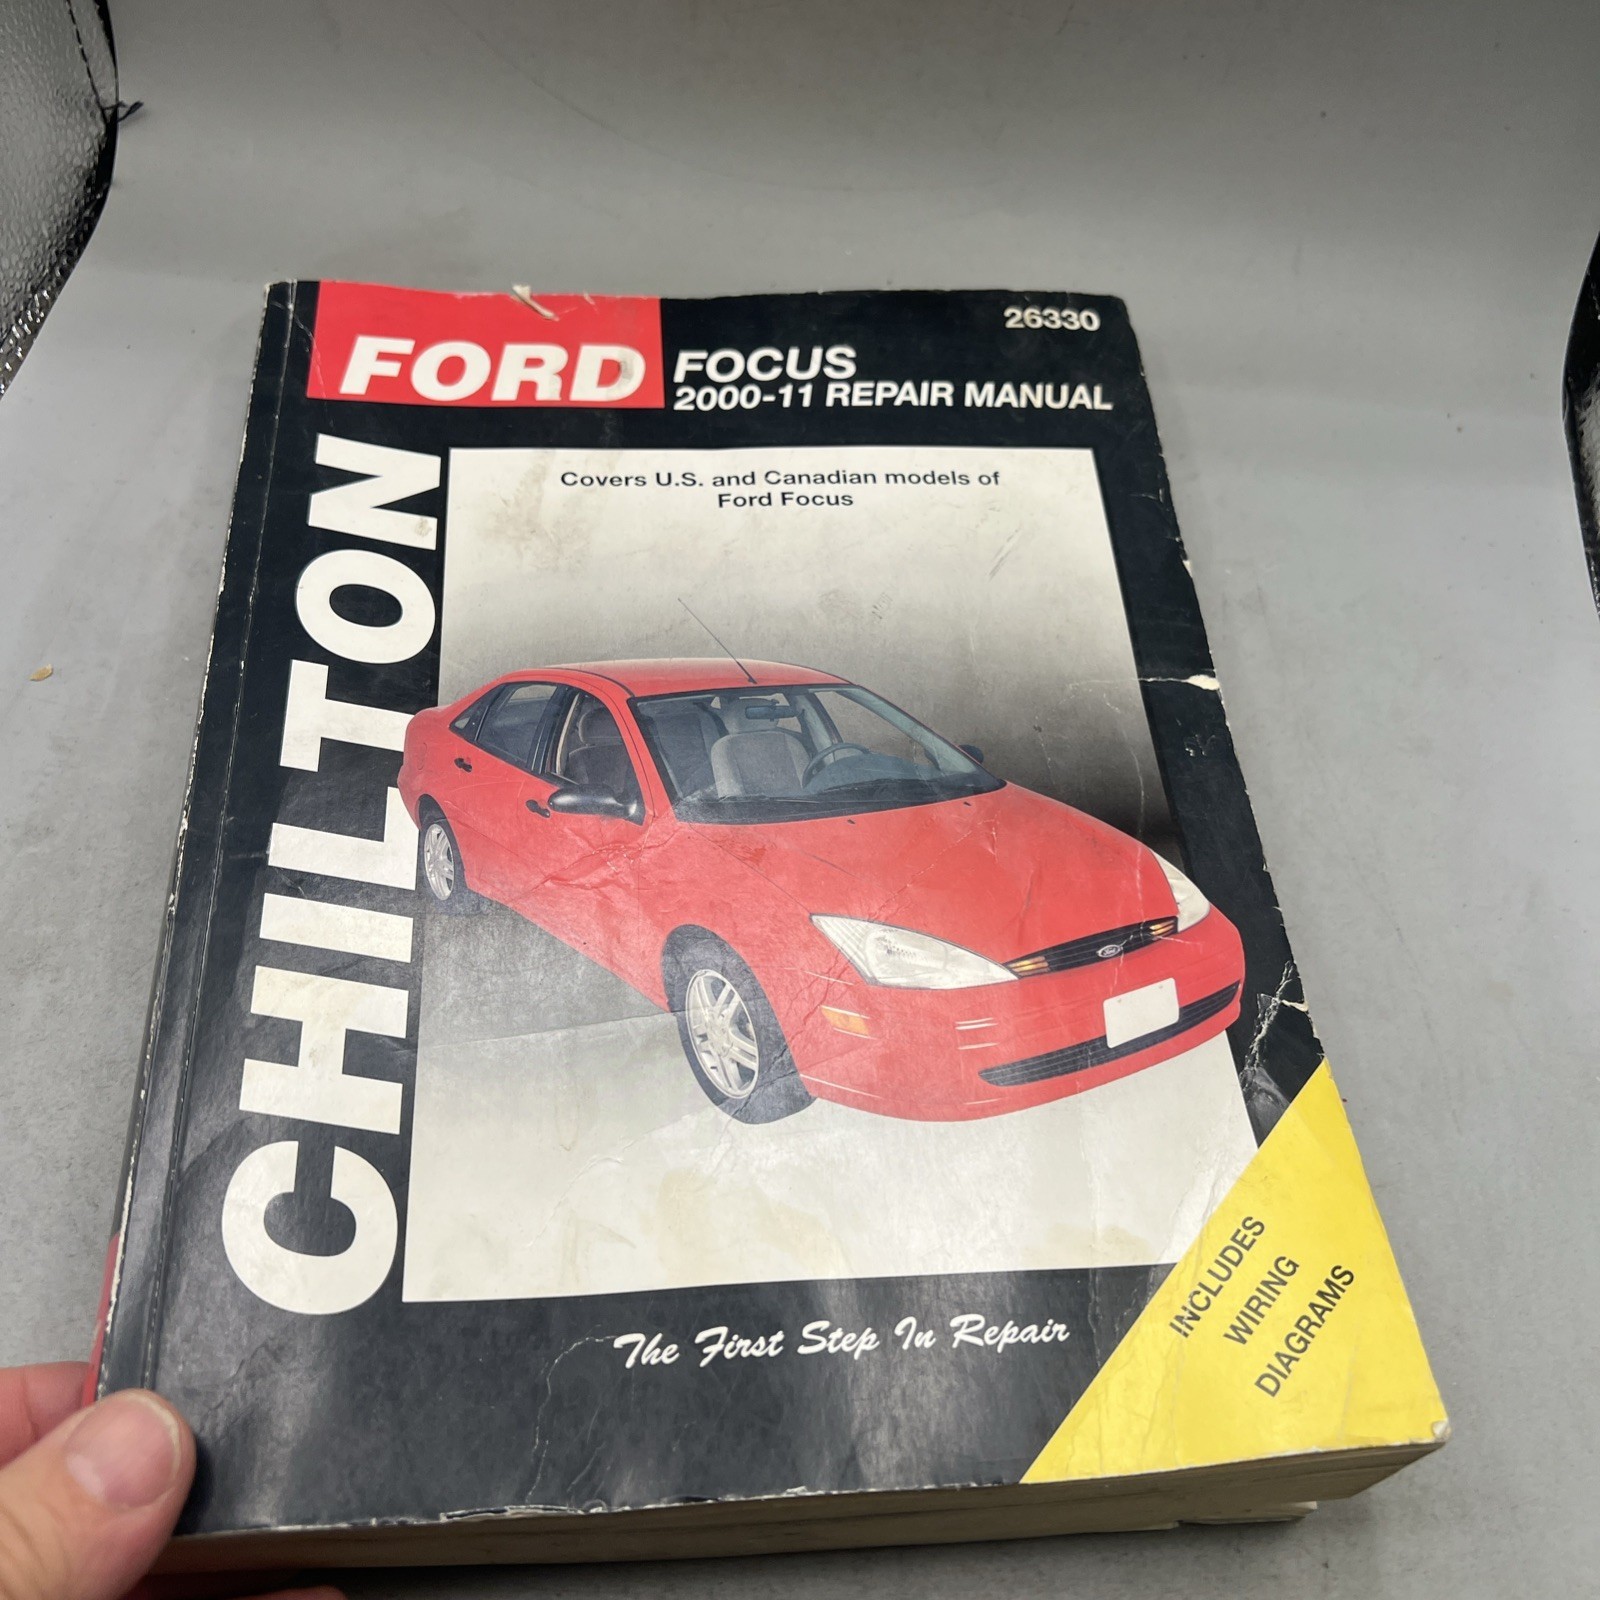 26330
FORD
FOCUS
2000-11 REPAIR MANUAL
CHILTON
Covers U.S. and Canadian models of
Ford Focus
Ford
INCLUDES
WIRING
DIAGRAMS
The First Step In Repair